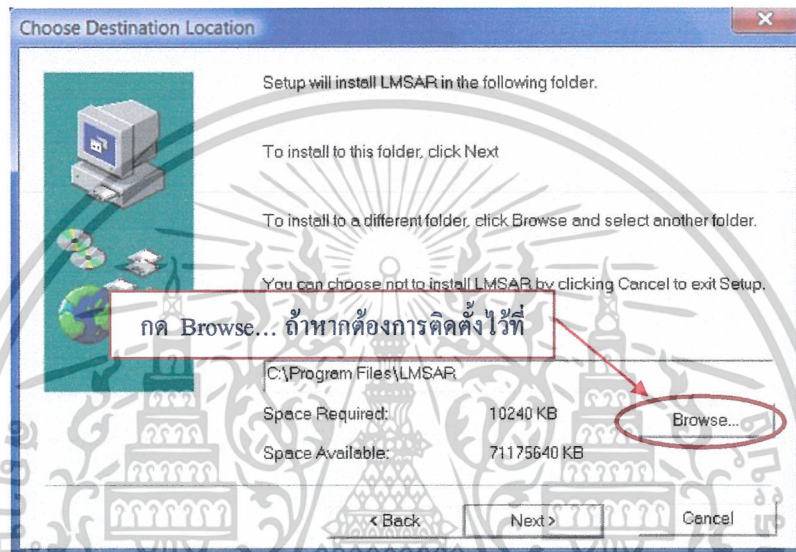 Choose Destination Location
Setup will install LMSAR in the following folder.
To install to this folder, click Next
To install to a different folder, click Browse and select another folder.
You can choose not to install LMSAR by clicking Cancel to exit Setup.
กด Browse... ถ้าหากต้องการติดตั้งไว้ที่
C:\Program Files\LMSAR
Space Required: 10240 KB
Browse...
Space Available: 71175640 KB
< Back Next > Cancel